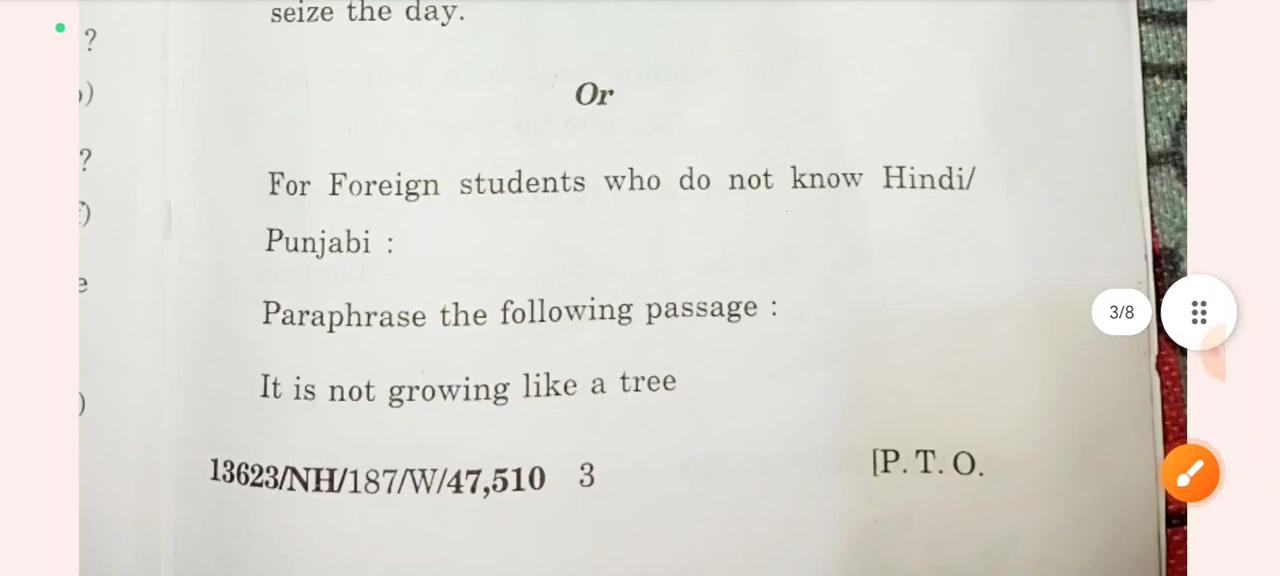 seize the day.
?
)
Or
?
For Foreign students who do not know Hindi/
)
Punjabi :
e
Paraphrase the following passage :
3/8
It is not growing like a tree
)
13623/NH/187/W/47,510 3 [P. T. O.